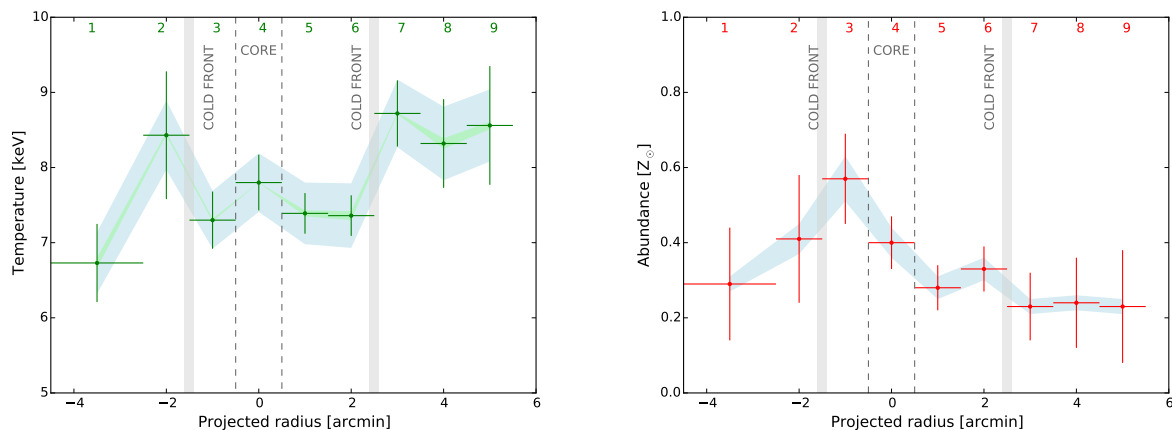 10
9
8
7
6
5
Temperature [keV]
1 2 3 4 5 6 7 8 9
COLD FRONT
CORE
COLD FRONT
−4 −2 0 2 4 6
Projected radius [arcmin]
1.0
0.8
0.6
0.4
0.2
0.0
Abundance [Z⊙]
1 2 3 4 5 6 7 8 9
COLD FRONT
CORE
COLD FRONT
−4 −2 0 2 4 6
Projected radius [arcmin]